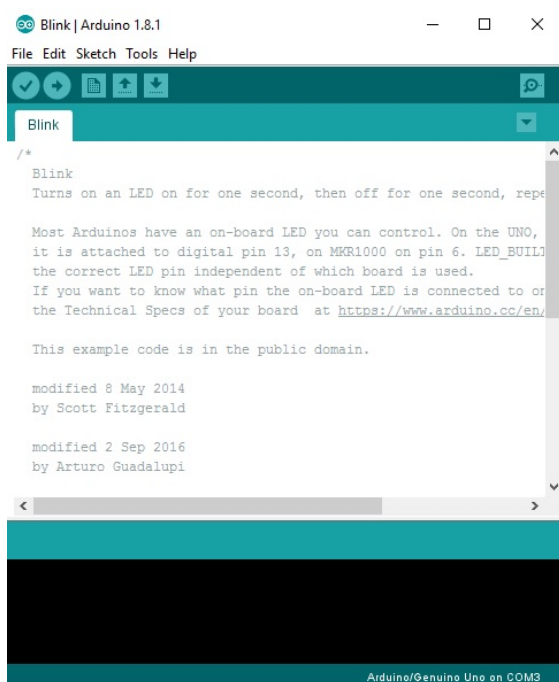 Blink | Arduino 1.8.1
File Edit Sketch Tools Help
Blink
/*
Blink
Turns on an LED on for one second, then off for one second, repe
Most Arduinos have an on-board LED you can control. On the UNO,
it is attached to digital pin 13, on MKR1000 on pin 6. LED_BUILT
the correct LED pin independent of which board is used.
If you want to know what pin the on-board LED is connected to on
the Technical Specs of your board at https://www.arduino.cc/en/
This example code is in the public domain.
modified 8 May 2014
by Scott Fitzgerald
modified 2 Sep 2016
by Arturo Guadalupi
Arduino/Genuino Uno on COM3